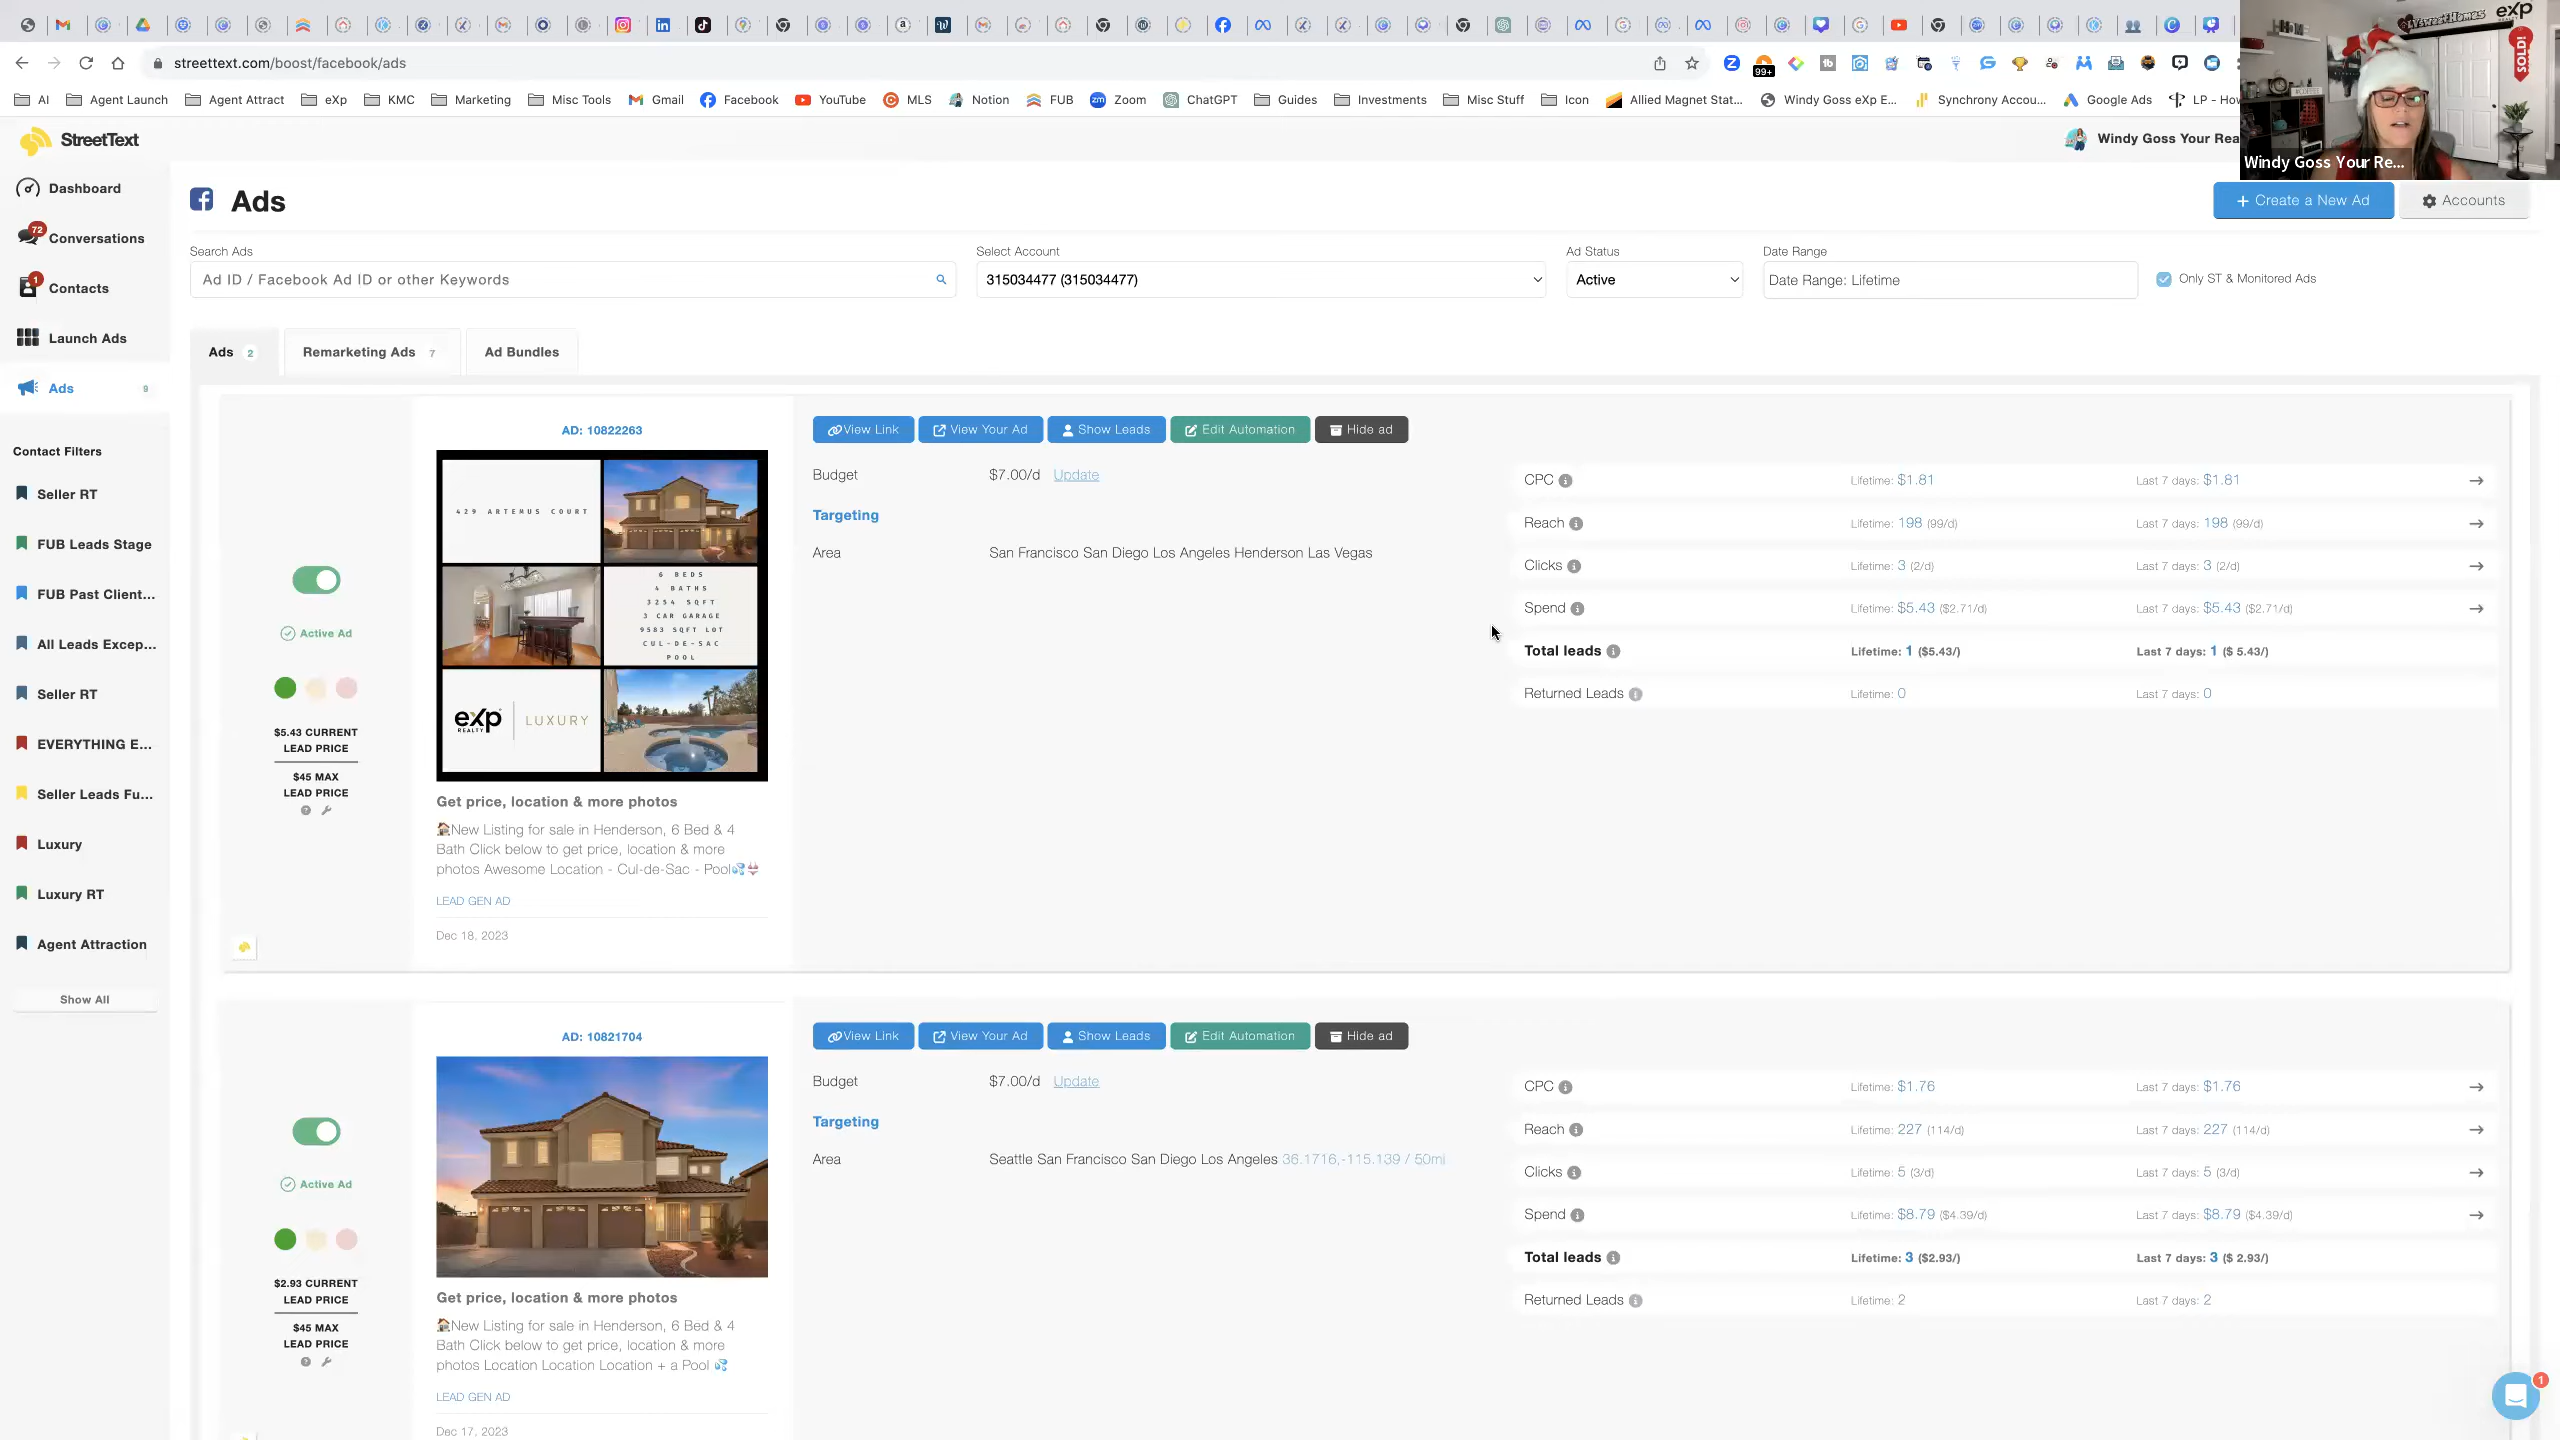 streettext.com/boost/facebook/ads
99+
AI Agent Launch Agent Attract eXp KMC Marketing Misc Tools Gmail Facebook YouTube MLS Notion FUB Zoom ChatGPT Guides Investments Misc Stuff Icon Allied Magnet Stat... Windy Goss eXp E... Synchrony Accou... Google Ads LP - Hov
StreetText
Windy Goss Your Rea
LVSweetHomes
eXp
REALTY
SOLD!
Windy Goss Your Re...
Dashboard
72
Conversations
1
Contacts
Launch Ads
Ads 9
Contact Filters
Seller RT
FUB Leads Stage
FUB Past Client...
All Leads Excep...
Seller RT
EVERYTHING E...
Seller Leads Fu...
Luxury
Luxury RT
Agent Attraction
Show All
Ads
+ Create a New Ad
Accounts
Search Ads
Ad ID / Facebook Ad ID or other Keywords
Select Account
315034477 (315034477)
Ad Status
Active
Date Range
Date Range: Lifetime
Only ST & Monitored Ads
Ads 2
Remarketing Ads 7
Ad Bundles
Active Ad
$5.43 CURRENT
LEAD PRICE
$45 MAX
LEAD PRICE
AD: 10822263
429 ARTEMUS COURT
6 BEDS
4 BATHS
3254 SQFT
3 CAR GARAGE
9583 SQFT LOT
CUL-DE-SAC
POOL
eXp
REALTY
LUXURY
Get price, location & more photos
🏠New Listing for sale in Henderson, 6 Bed & 4
Bath Click below to get price, location & more
photos Awesome Location - Cul-de-Sac - Pool💦👙
LEAD GEN AD
Dec 18, 2023
View Link View Your Ad Show Leads Edit Automation Hide ad
Budget $7.00/d Update
Targeting
Area San Francisco San Diego Los Angeles Henderson Las Vegas
CPC Lifetime: $1.81 Last 7 days: $1.81
Reach Lifetime: 198 (99/d) Last 7 days: 198 (99/d)
Clicks Lifetime: 3 (2/d) Last 7 days: 3 (2/d)
Spend Lifetime: $5.43 ($2.71/d) Last 7 days: $5.43 ($2.71/d)
Total leads Lifetime: 1 ($5.43/) Last 7 days: 1 ($ 5.43/)
Returned Leads Lifetime: 0 Last 7 days: 0
Active Ad
$2.93 CURRENT
LEAD PRICE
$45 MAX
LEAD PRICE
AD: 10821704
Get price, location & more photos
🏠New Listing for sale in Henderson, 6 Bed & 4
Bath Click below to get price, location & more
photos Location Location Location + a Pool 💦
LEAD GEN AD
Dec 17, 2023
View Link View Your Ad Show Leads Edit Automation Hide ad
Budget $7.00/d Update
Targeting
Area Seattle San Francisco San Diego Los Angeles 36.1716,-115.139 / 50mi
CPC Lifetime: $1.76 Last 7 days: $1.76
Reach Lifetime: 227 (114/d) Last 7 days: 227 (114/d)
Clicks Lifetime: 5 (3/d) Last 7 days: 5 (3/d)
Spend Lifetime: $8.79 ($4.39/d) Last 7 days: $8.79 ($4.39/d)
Total leads Lifetime: 3 ($2.93/) Last 7 days: 3 ($ 2.93/)
Returned Leads Lifetime: 2 Last 7 days: 2
1